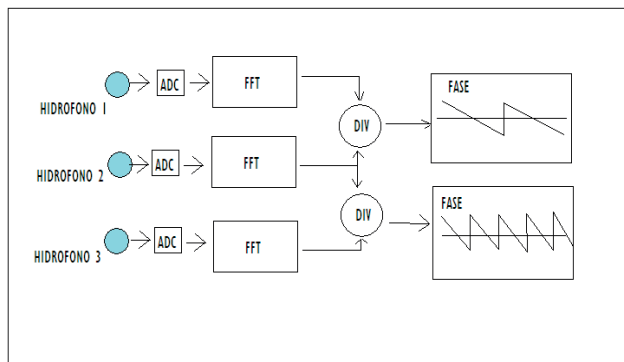 HIDROFONO 1
ADC
FFT
DIV
FASE
HIDROFONO 2
ADC
FFT
DIV
FASE
HIDROFONO 3
ADC
FFT